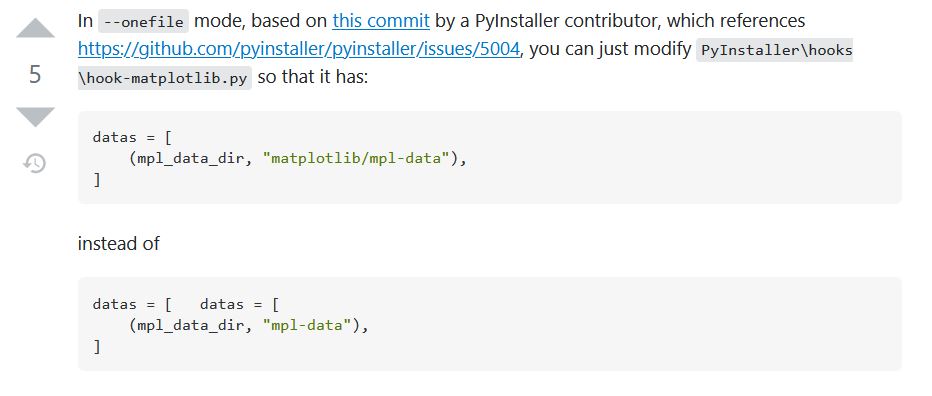 In --onefile mode, based on this commit by a PyInstaller contributor, which references
https://github.com/pyinstaller/pyinstaller/issues/5004, you can just modify PyInstaller\hooks
\hook-matplotlib.py so that it has:
5
datas = [
    (mpl_data_dir, "matplotlib/mpl-data"),
]
instead of
datas = [   datas = [
    (mpl_data_dir, "mpl-data"),
]